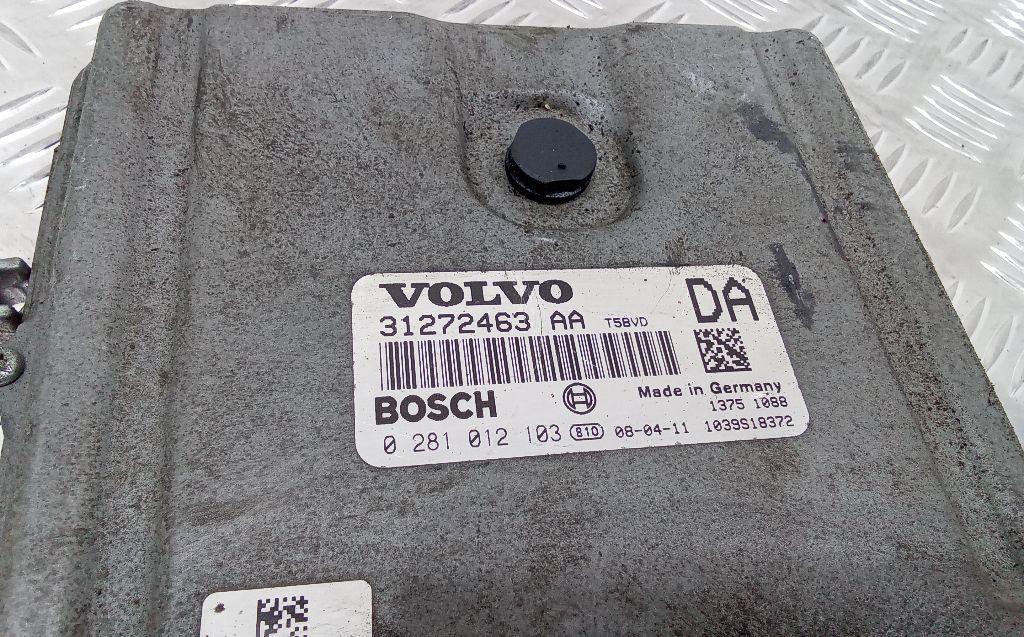 VOLVO
DA
31272463 AA T5BVD
Made in Germany
BOSCH
1375 1088
0 281 012 103 810 08-04-11 1039S18372